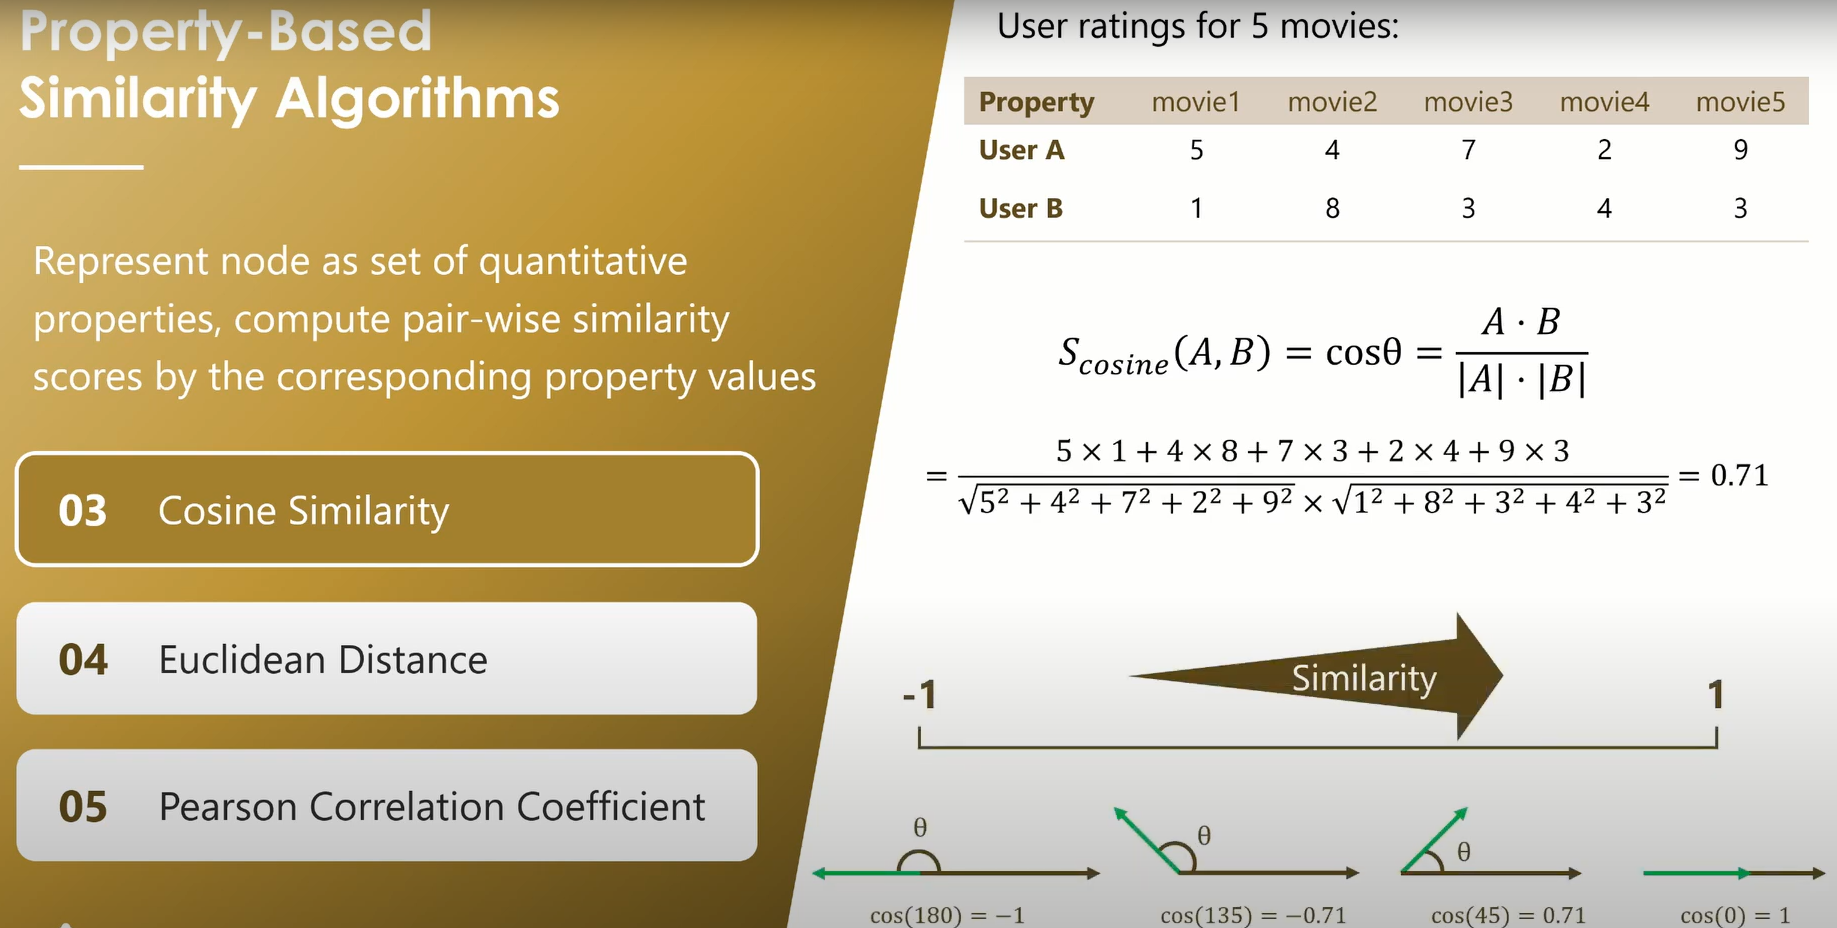 Property-Based
Similarity Algorithms
Represent node as set of quantitative
properties, compute pair-wise similarity
scores by the corresponding property values
03 Cosine Similarity
04 Euclidean Distance
05 Pearson Correlation Coefficient
User ratings for 5 movies:
Property movie1 movie2 movie3 movie4 movie5
User A 5 4 7 2 9
User B 1 8 3 4 3
S_cosine(A, B) = cosθ = A · B / |A| · |B|
= 5 × 1 + 4 × 8 + 7 × 3 + 2 × 4 + 9 × 3 / √5² + 4² + 7² + 2² + 9² × √1² + 8² + 3² + 4² + 3² = 0.71
Similarity
-1 1
θ θ θ
cos(180) = −1 cos(135) = −0.71 cos(45) = 0.71 cos(0) = 1